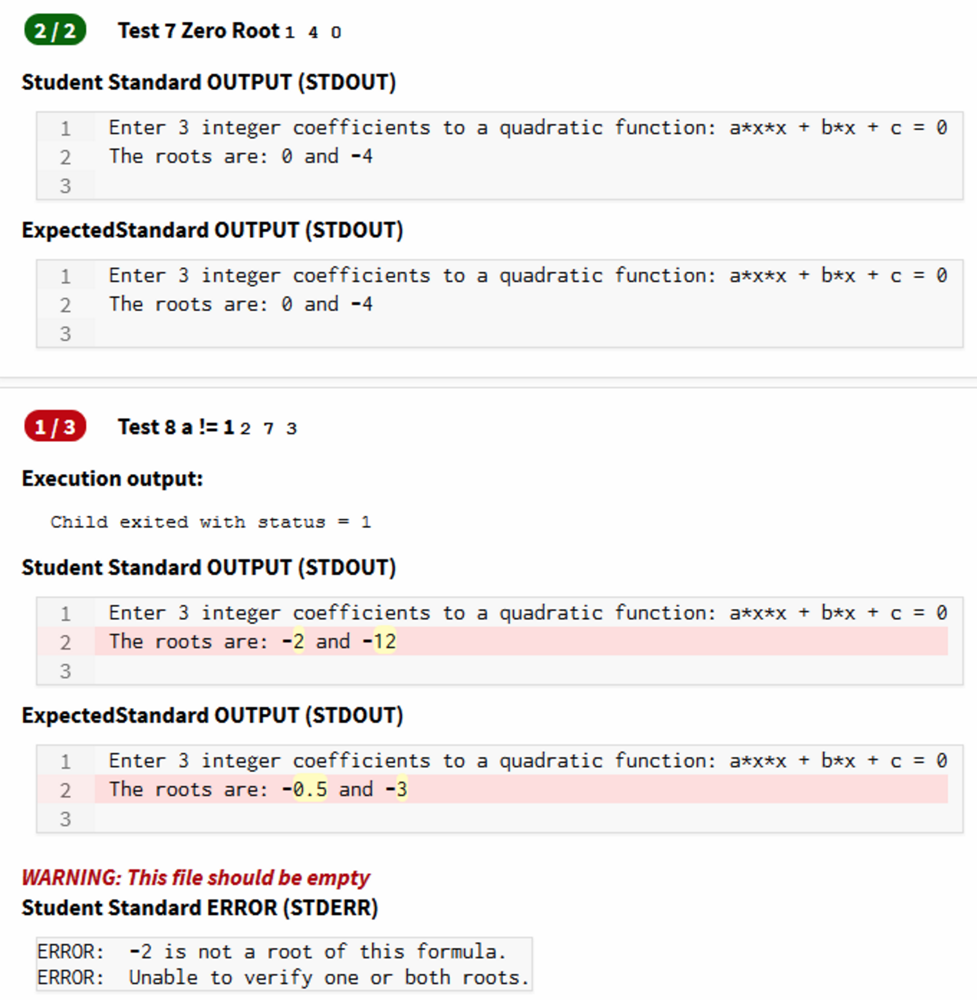 2 / 2 Test 7 Zero Root 1 4 0
Student Standard OUTPUT (STDOUT)
1 Enter 3 integer coefficients to a quadratic function: a*x*x + b*x + c = 0
2 The roots are: 0 and -4
3
ExpectedStandard OUTPUT (STDOUT)
1 Enter 3 integer coefficients to a quadratic function: a*x*x + b*x + c = 0
2 The roots are: 0 and -4
3
1 / 3 Test 8 a != 1 2 7 3
Execution output:
Child exited with status = 1
Student Standard OUTPUT (STDOUT)
1 Enter 3 integer coefficients to a quadratic function: a*x*x + b*x + c = 0
2 The roots are: -2 and -12
3
ExpectedStandard OUTPUT (STDOUT)
1 Enter 3 integer coefficients to a quadratic function: a*x*x + b*x + c = 0
2 The roots are: -0.5 and -3
3
WARNING: This file should be empty
Student Standard ERROR (STDERR)
ERROR:  -2 is not a root of this formula.
ERROR:  Unable to verify one or both roots.